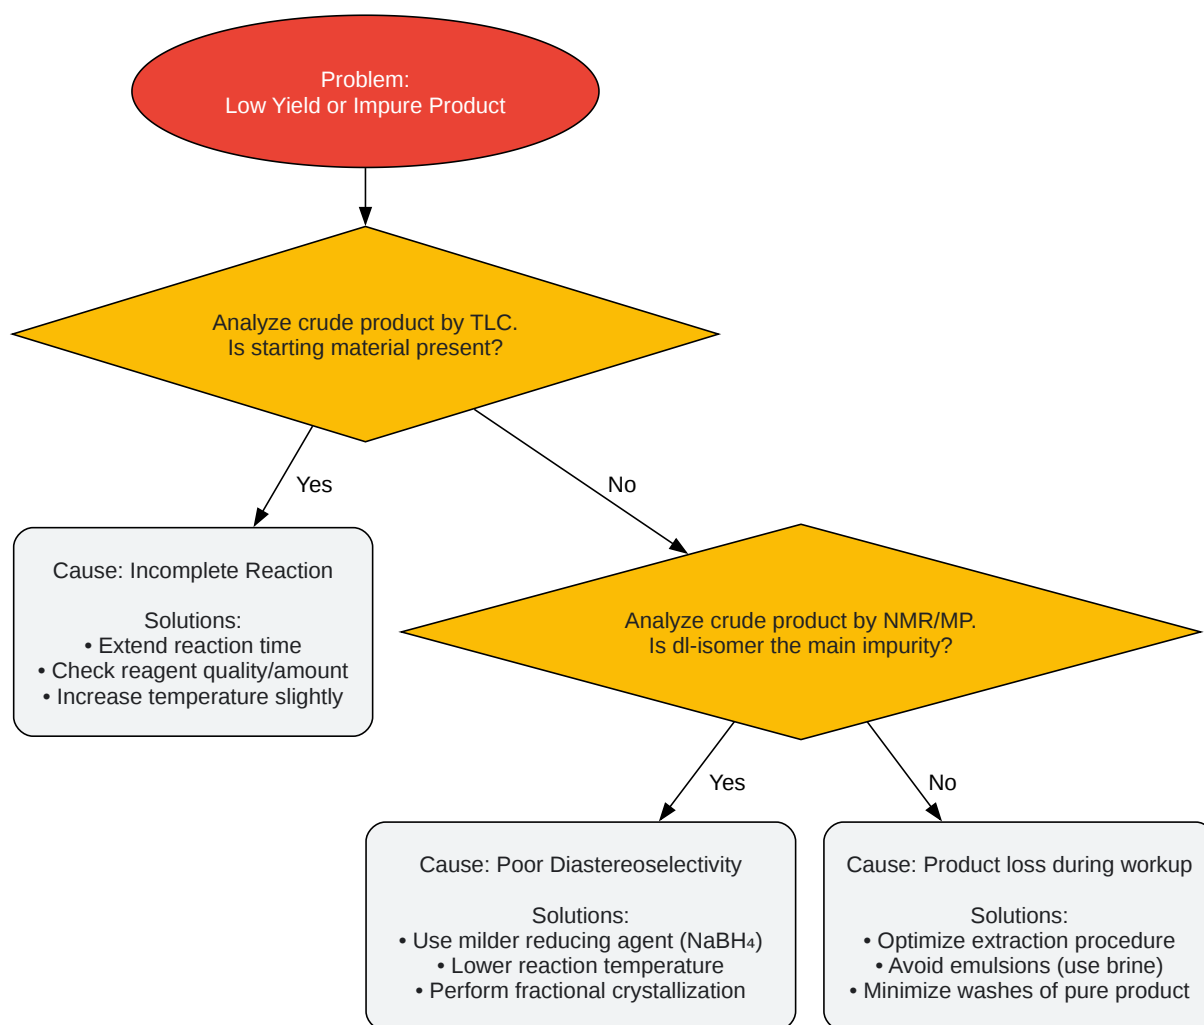 Problem:
Low Yield or Impure Product
Analyze crude product by TLC.
Is starting material present?
Yes
No
Cause: Incomplete Reaction
Solutions:
• Extend reaction time
• Check reagent quality/amount
• Increase temperature slightly
Analyze crude product by NMR/MP.
Is dl-isomer the main impurity?
Yes
No
Cause: Poor Diastereoselectivity
Solutions:
• Use milder reducing agent (NaBH₄)
• Lower reaction temperature
• Perform fractional crystallization
Cause: Product loss during workup
Solutions:
• Optimize extraction procedure
• Avoid emulsions (use brine)
• Minimize washes of pure product